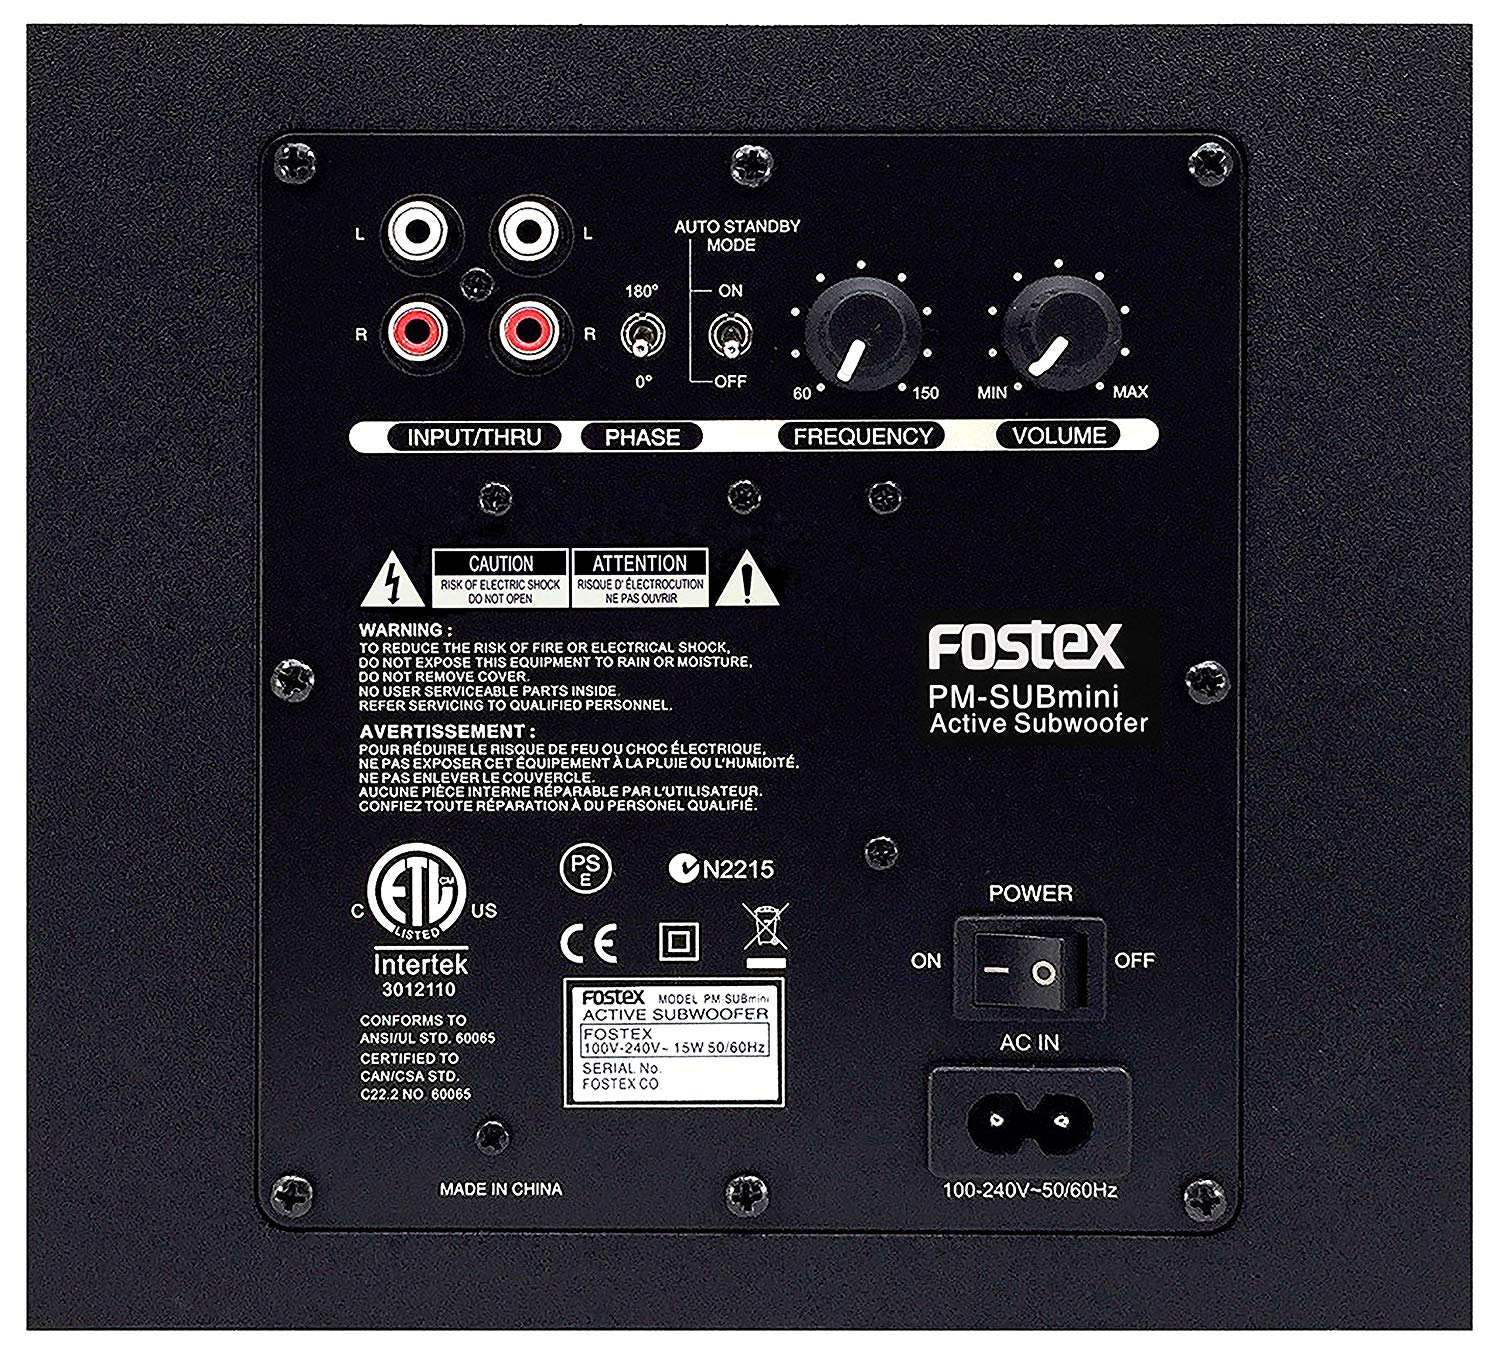 L
L
R
R
180°
0°
AUTO STANDBY
MODE
ON
OFF
60
150
MIN
MAX
INPUT/THRU
PHASE
FREQUENCY
VOLUME
CAUTION
RISK OF ELECTRIC SHOCK
DO NOT OPEN
ATTENTION
RISQUE D' ÉLECTROCUTION
NE PAS OUVRIR
WARNING :
TO REDUCE THE RISK OF FIRE OR ELECTRICAL SHOCK,
DO NOT EXPOSE THIS EQUIPMENT TO RAIN OR MOISTURE,
DO NOT REMOVE COVER.
NO USER SERVICEABLE PARTS INSIDE.
REFER SERVICING TO QUALIFIED PERSONNEL.
AVERTISSEMENT :
POUR RÉDUIRE LE RISQUE DE FEU OU CHOC ÉLECTRIQUE,
NE PAS EXPOSER CET ÉQUIPEMENT À LA PLUIE OU L'HUMIDITÉ,
NE PAS ENLEVER LE COUVERCLE.
AUCUNE PIÈCE INTERNE RÉPARABLE PAR L'UTILISATEUR.
CONFIEZ TOUTE RÉPARATION À DU PERSONEL QUALIFIÉ.
Fostex
PM-SUBmini
Active Subwoofer
C ETL CM US
LISTED
Intertek
3012110
CONFORMS TO
ANSI/UL STD. 60065
CERTIFIED TO
CAN/CSA STD.
C22.2 NO. 60065
PS
E
N2215
CE
Fostex MODEL PM-SUBmini
ACTIVE SUBWOOFER
FOSTEX
100V-240V~ 15W 50/60Hz
SERIAL No.
FOSTEX CO.
POWER
ON
OFF
AC IN
100-240V~50/60Hz
MADE IN CHINA